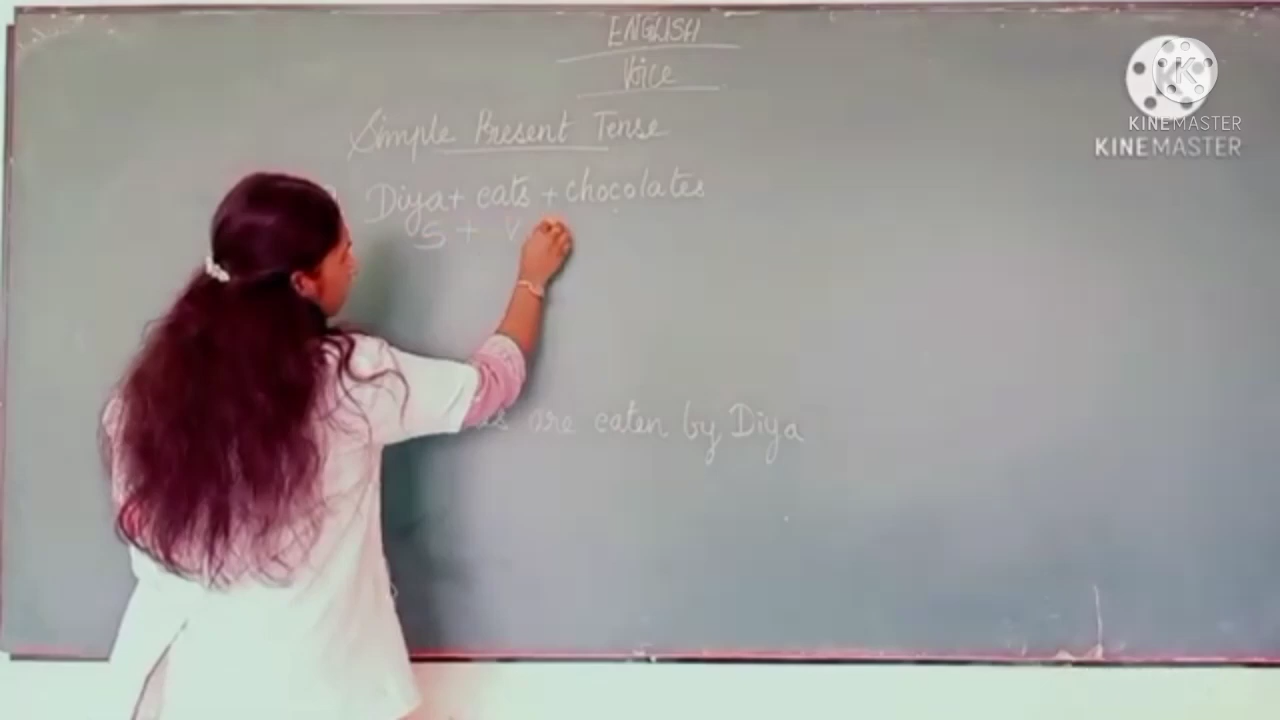 ENGLISH
Voice
Simple Present Tense
Diya + eats + chocolates
S + V
are eaten by Diya
KINEMASTER
KINEMASTER